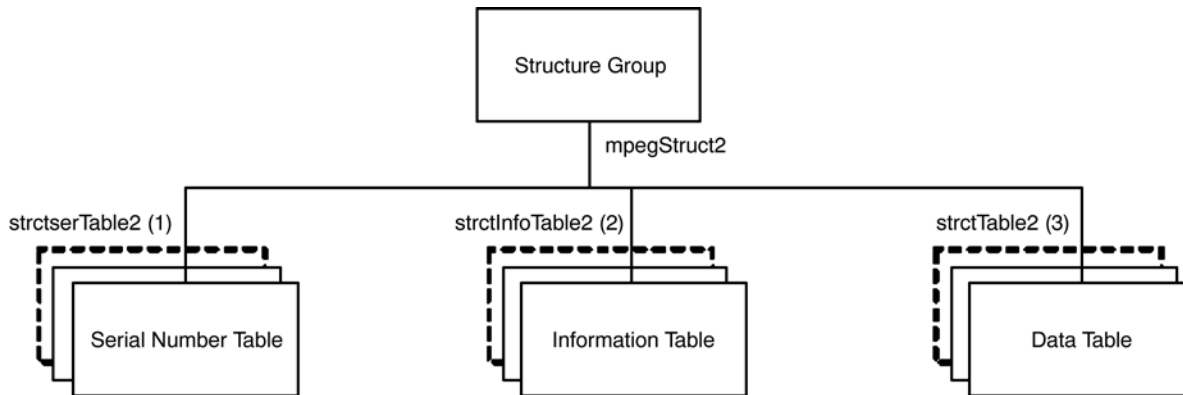 Structure Group
mpegStruct2
strctserTable2 (1)
strctInfoTable2 (2)
strctTable2 (3)
Serial Number Table
Information Table
Data Table